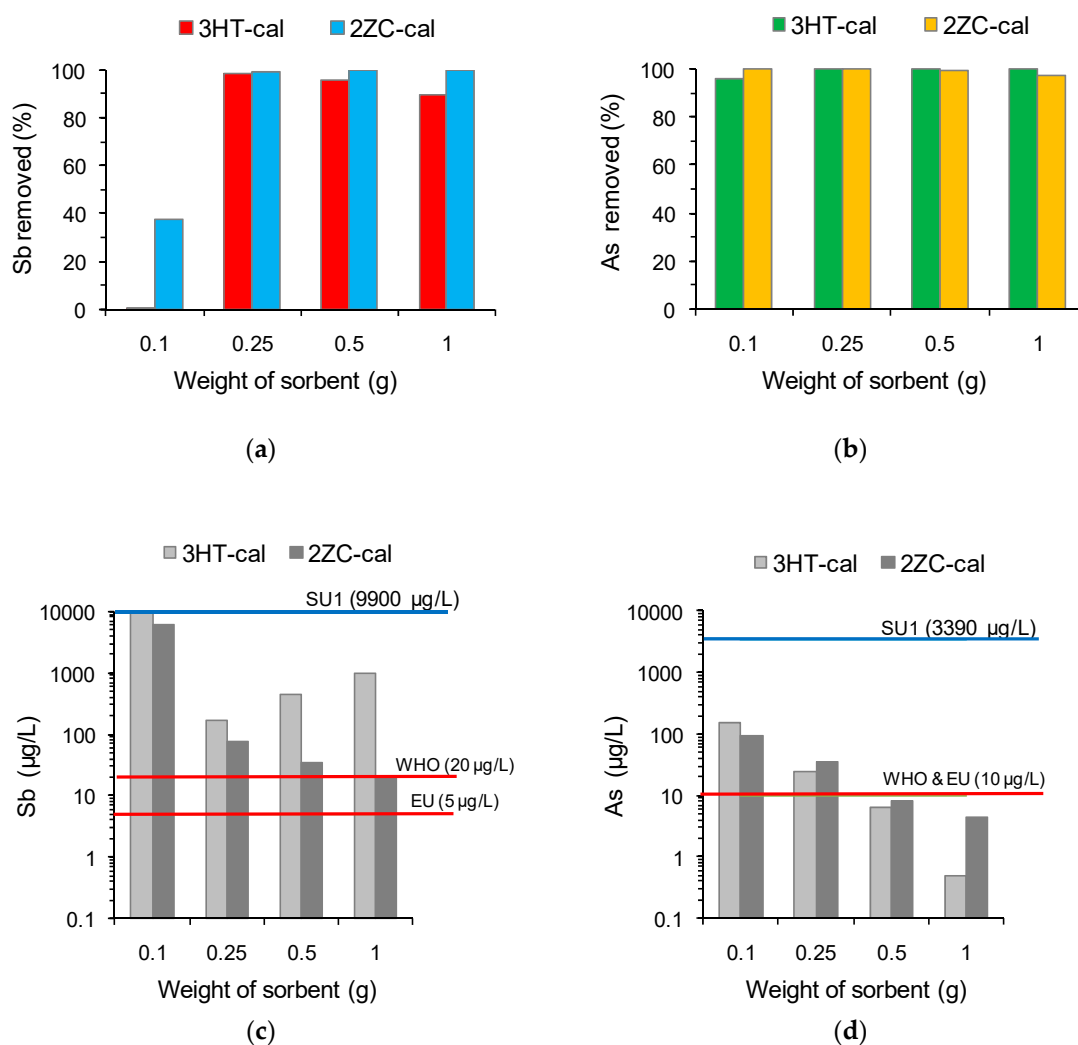 3HT-cal 2ZC-cal
Sb removed (%)
100
80
60
40
20
0
0.1 0.25 0.5 1
Weight of sorbent (g)
(a)
3HT-cal 2ZC-cal
As removed (%)
100
80
60
40
20
0
0.1 0.25 0.5 1
Weight of sorbent (g)
(b)
3HT-cal 2ZC-cal
SU1 (9900 µg/L)
Sb (µg/L)
10000
1000
100
10
1
0.1
WHO (20 µg/L)
EU (5 µg/L)
0.1 0.25 0.5 1
Weight of sorbent (g)
(c)
3HT-cal 2ZC-cal
As (µg/L)
10000
1000
100
10
1
0.1
SU1 (3390 µg/L)
WHO & EU (10 µg/L)
0.1 0.25 0.5 1
Weight of sorbent (g)
(d)